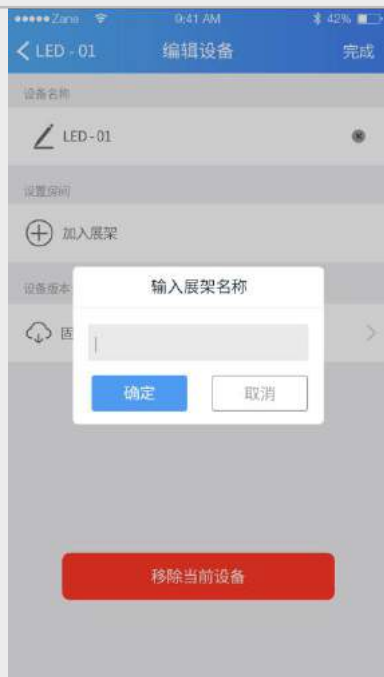 Zana 9:41 AM 42%
LED - 01 编辑设备 完成
设备名称
LED - 01
设置房间
加入展架
设备版本
输入展架名称
固
确定 取消
移除当前设备